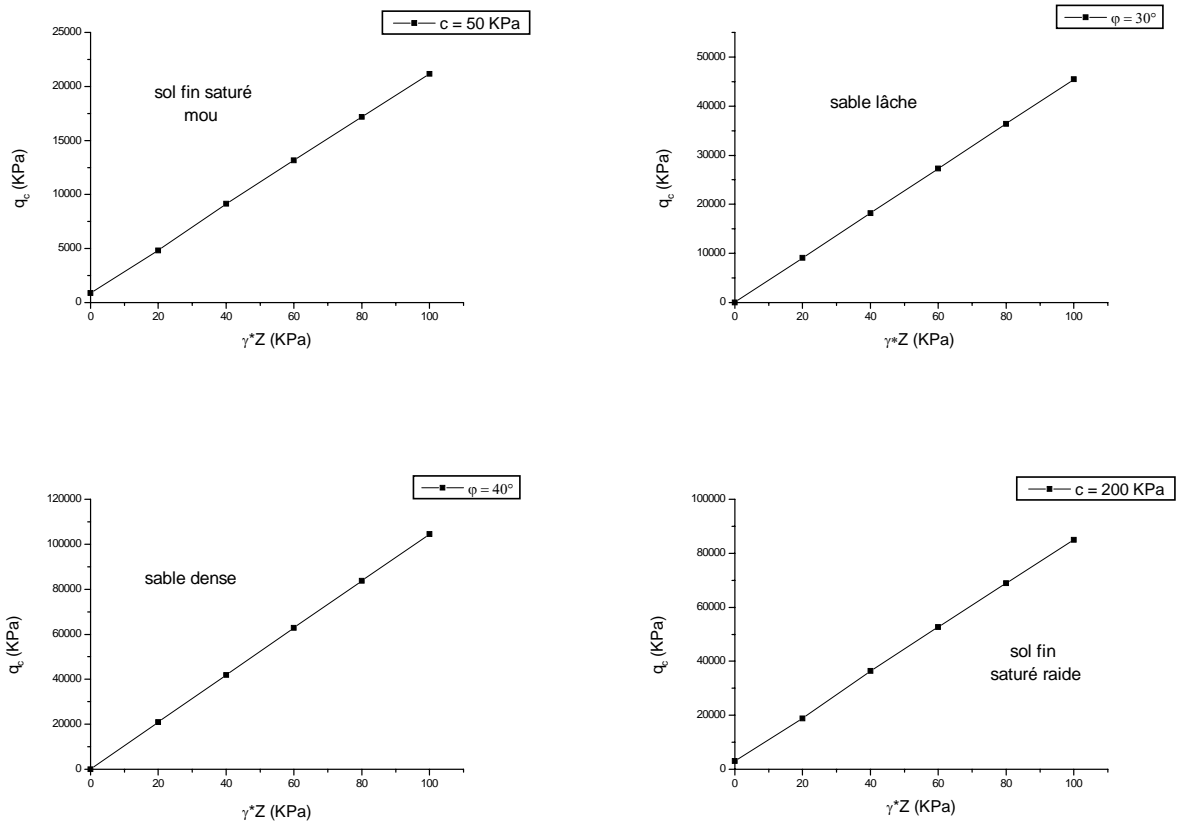 c = 50 KPa
25000
20000
15000
10000
5000
0
q_c (KPa)
sol fin saturé
mou
0 20 40 60 80 100
γ*Z (KPa)
φ = 30°
50000
40000
30000
20000
10000
0
q_c (KPa)
sable lâche
0 20 40 60 80 100
γ*Z (KPa)
φ = 40°
120000
100000
80000
60000
40000
20000
0
q_c (KPa)
sable dense
0 20 40 60 80 100
γ*Z (KPa)
c = 200 KPa
100000
80000
60000
40000
20000
0
q_c (KPa)
sol fin
saturé raide
0 20 40 60 80 100
γ*Z (KPa)